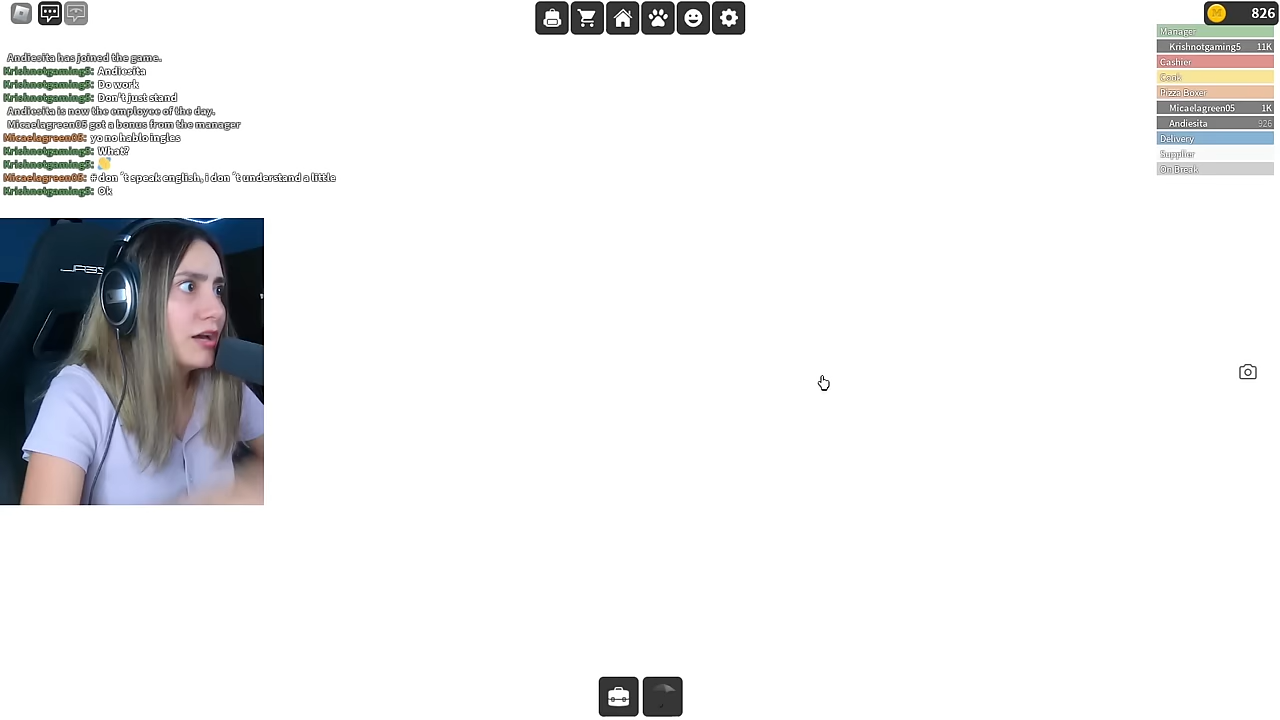 826
Andiesita has joined the game.
Krishnotgaming5: Andiesita
Krishnotgaming5: Do work
Krishnotgaming5: Don't just stand
Andiesita is now the employee of the day.
Micaelagreen05 got a bonus from the manager
Micaelagreen05: yo no hablo ingles
Krishnotgaming5: What?
Krishnotgaming5: 👏
Micaelagreen05: # don ´t speak english, i don ´t understand a little
Krishnotgaming5: Ok
Manager
Krishnotgaming5 11K
Cashier
Cook
Pizza Boxer
Micaelagreen05 1K
Andiesita 926
Delivery
Supplier
On Break